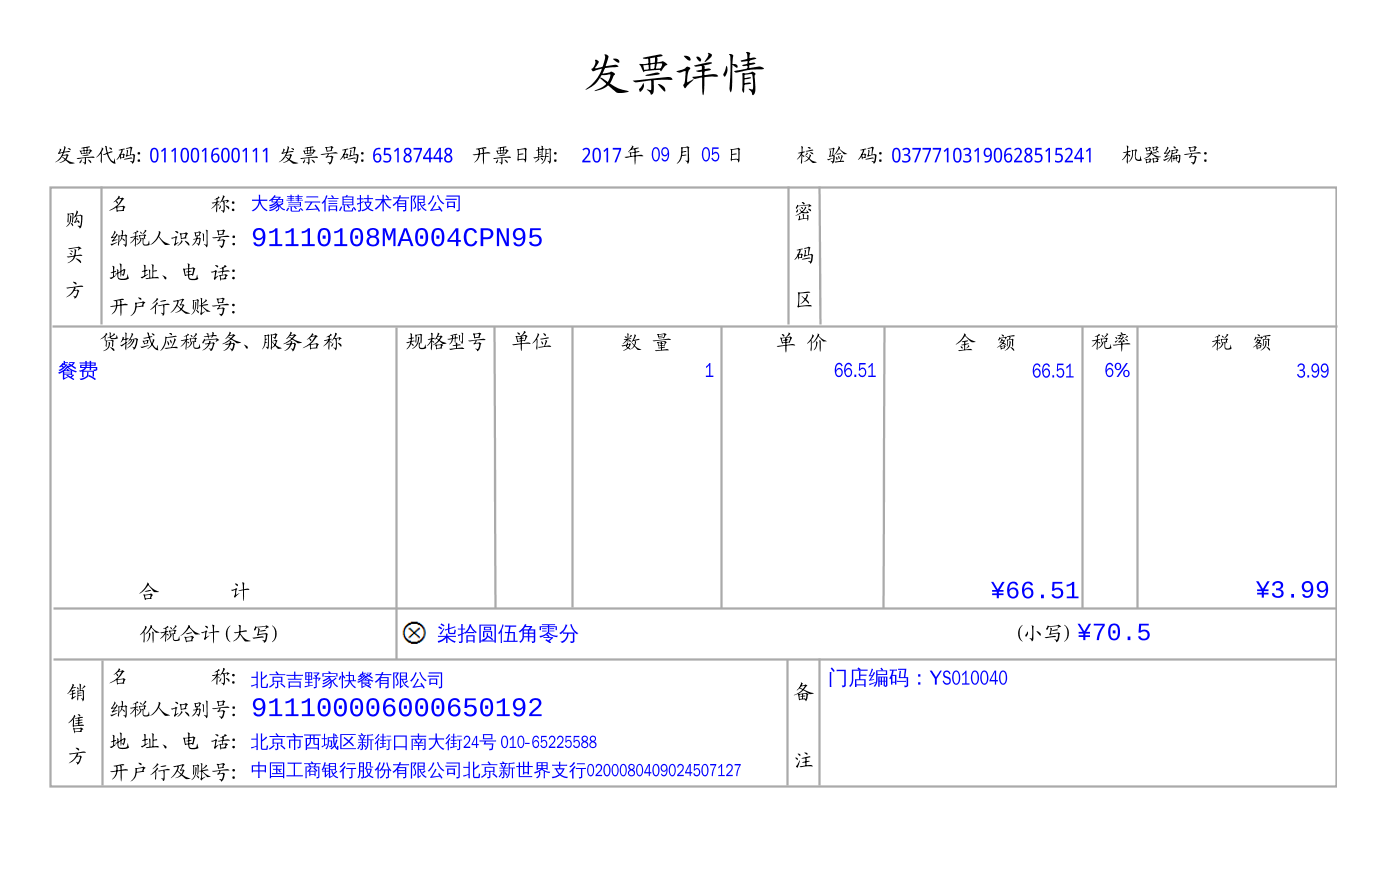 发票详情
发票代码: 011001600111 发票号码: 65187448 开票日期: 2017年 09 月 05 日 校 验 码: 03777103190628515241 机器编号:
购买方
名 称: 大象慧云信息技术有限公司
纳税人识别号: 91110108MA004CPN95
地 址、电 话:
开户行及账号:
密码区
货物或应税劳务、服务名称 规格型号 单位 数 量 单 价 金 额 税率 税 额
餐费 1 66.51 66.51 6% 3.99
合 计 ¥66.51 ¥3.99
价税合计(大写) ⊗ 柒拾圆伍角零分 (小写) ¥70.5
销售方
名 称: 北京吉野家快餐有限公司
纳税人识别号: 911100006000650192
地 址、电 话: 北京市西城区新街口南大街24号 010-65225588
开户行及账号: 中国工商银行股份有限公司北京新世界支行0200080409024507127
备注
门店编码：YS010040